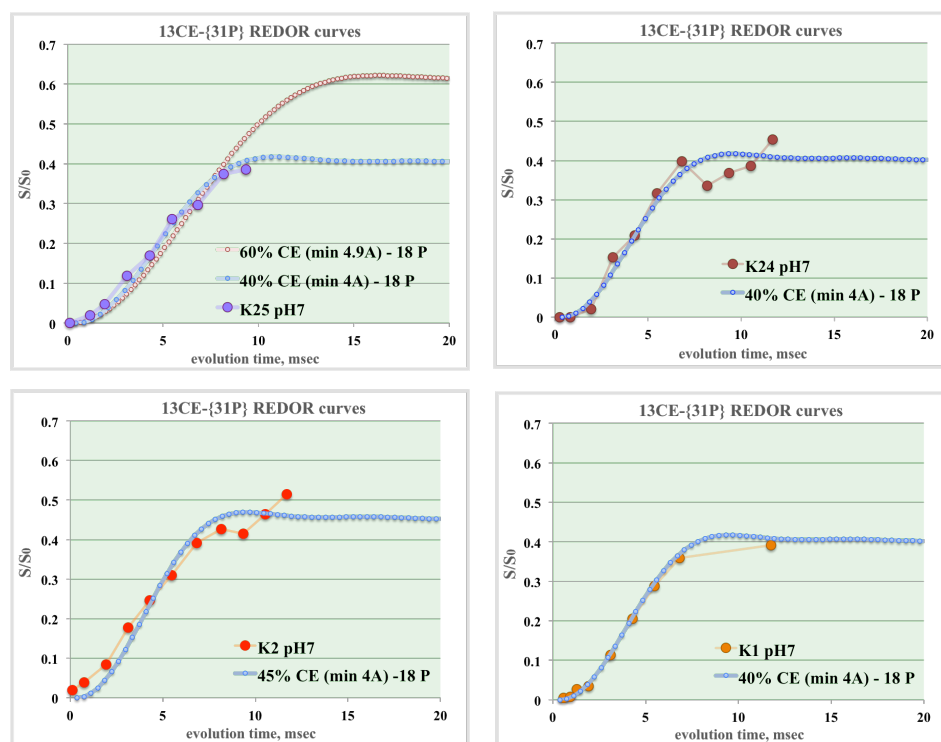 13CE-{31P} REDOR curves
0.7
0.6
0.5
0.4
0.3
0.2
0.1
0
S/S0
60% CE (min 4.9A) - 18 P
40% CE (min 4A) - 18 P
K25 pH7
0 5 10 15 20
evolution time, msec
13CE-{31P} REDOR curves
0.7
0.6
0.5
0.4
0.3
0.2
0.1
0
S/S0
K24 pH7
40% CE (min 4A) - 18 P
0 5 10 15 20
evolution time, msec
13CE-{31P} REDOR curves
0.7
0.6
0.5
0.4
0.3
0.2
0.1
0
S/S0
K2 pH7
45% CE (min 4A) -18 P
0 5 10 15 20
evolution time, msec
13CE-{31P} REDOR curves
0.7
0.6
0.5
0.4
0.3
0.2
0.1
0
S/S0
K1 pH7
40% CE (min 4A) - 18 P
0 5 10 15 20
evolution time, msec